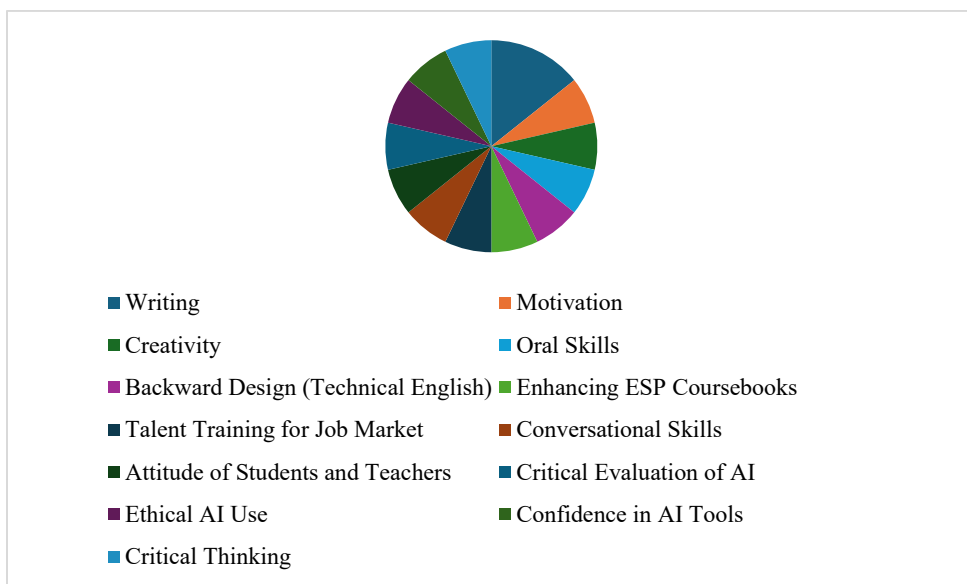 Writing
Motivation
Creativity
Oral Skills
Backward Design (Technical English)
Enhancing ESP Coursebooks
Talent Training for Job Market
Conversational Skills
Attitude of Students and Teachers
Critical Evaluation of AI
Ethical AI Use
Confidence in AI Tools
Critical Thinking